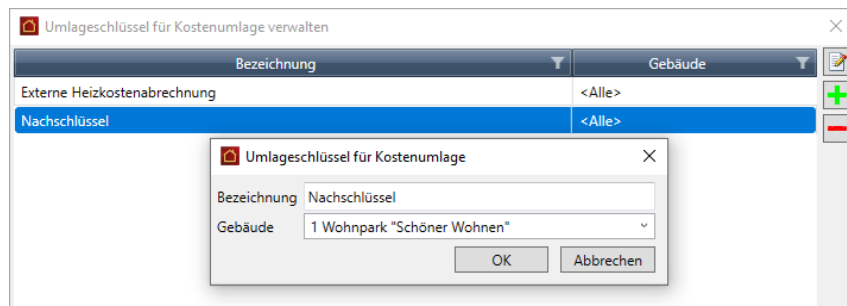 Umlageschlüssel für Kostenumlage verwalten
Bezeichnung Gebäude
Externe Heizkostenabrechnung <Alle>
Nachschlüssel <Alle>
Umlageschlüssel für Kostenumlage
Bezeichnung Nachschlüssel
Gebäude 1 Wohnpark "Schöner Wohnen"
OK Abbrechen